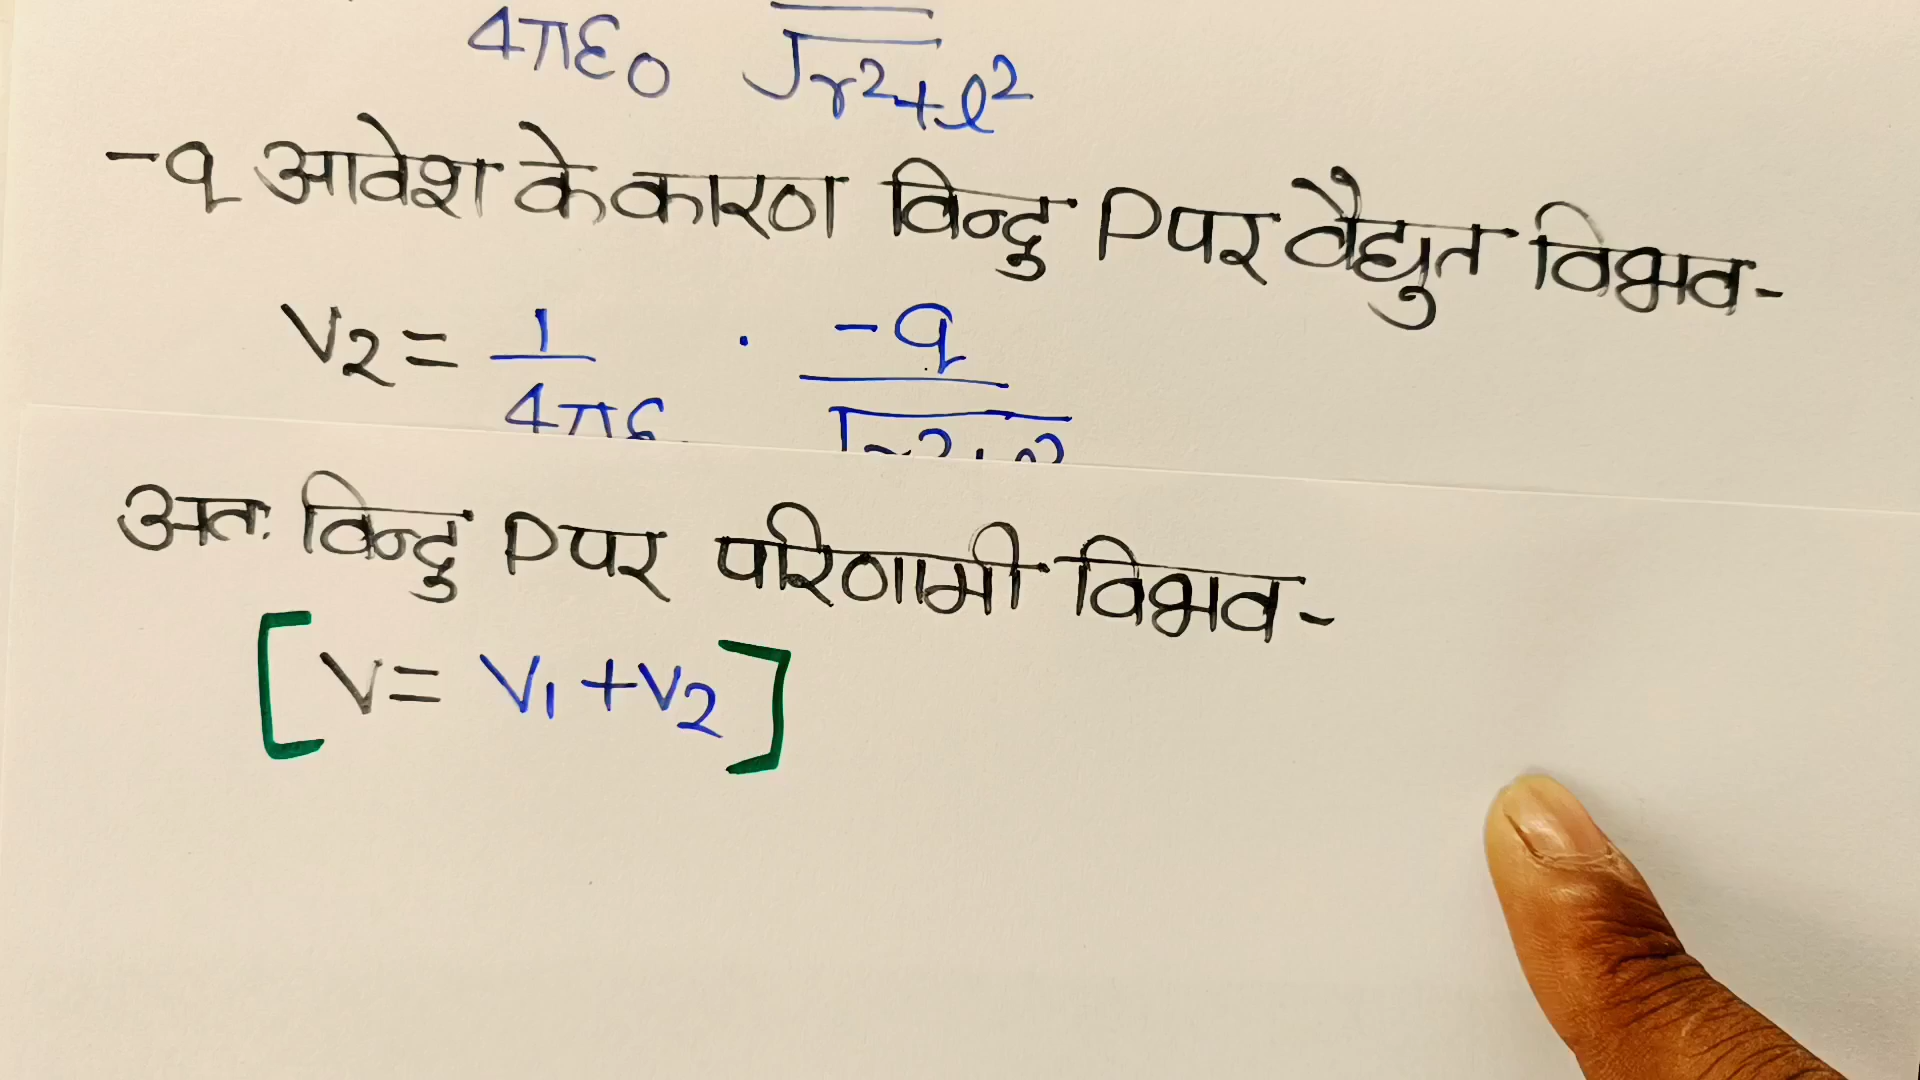 4πε0 √r²+l²
-q आवेश के कारण विन्दु P पर वैद्युत विभव-
V2 = 1 . -q
4πε √r²+l²
अतः विन्दु P पर परिणामी विभव-
[V= V1+V2]